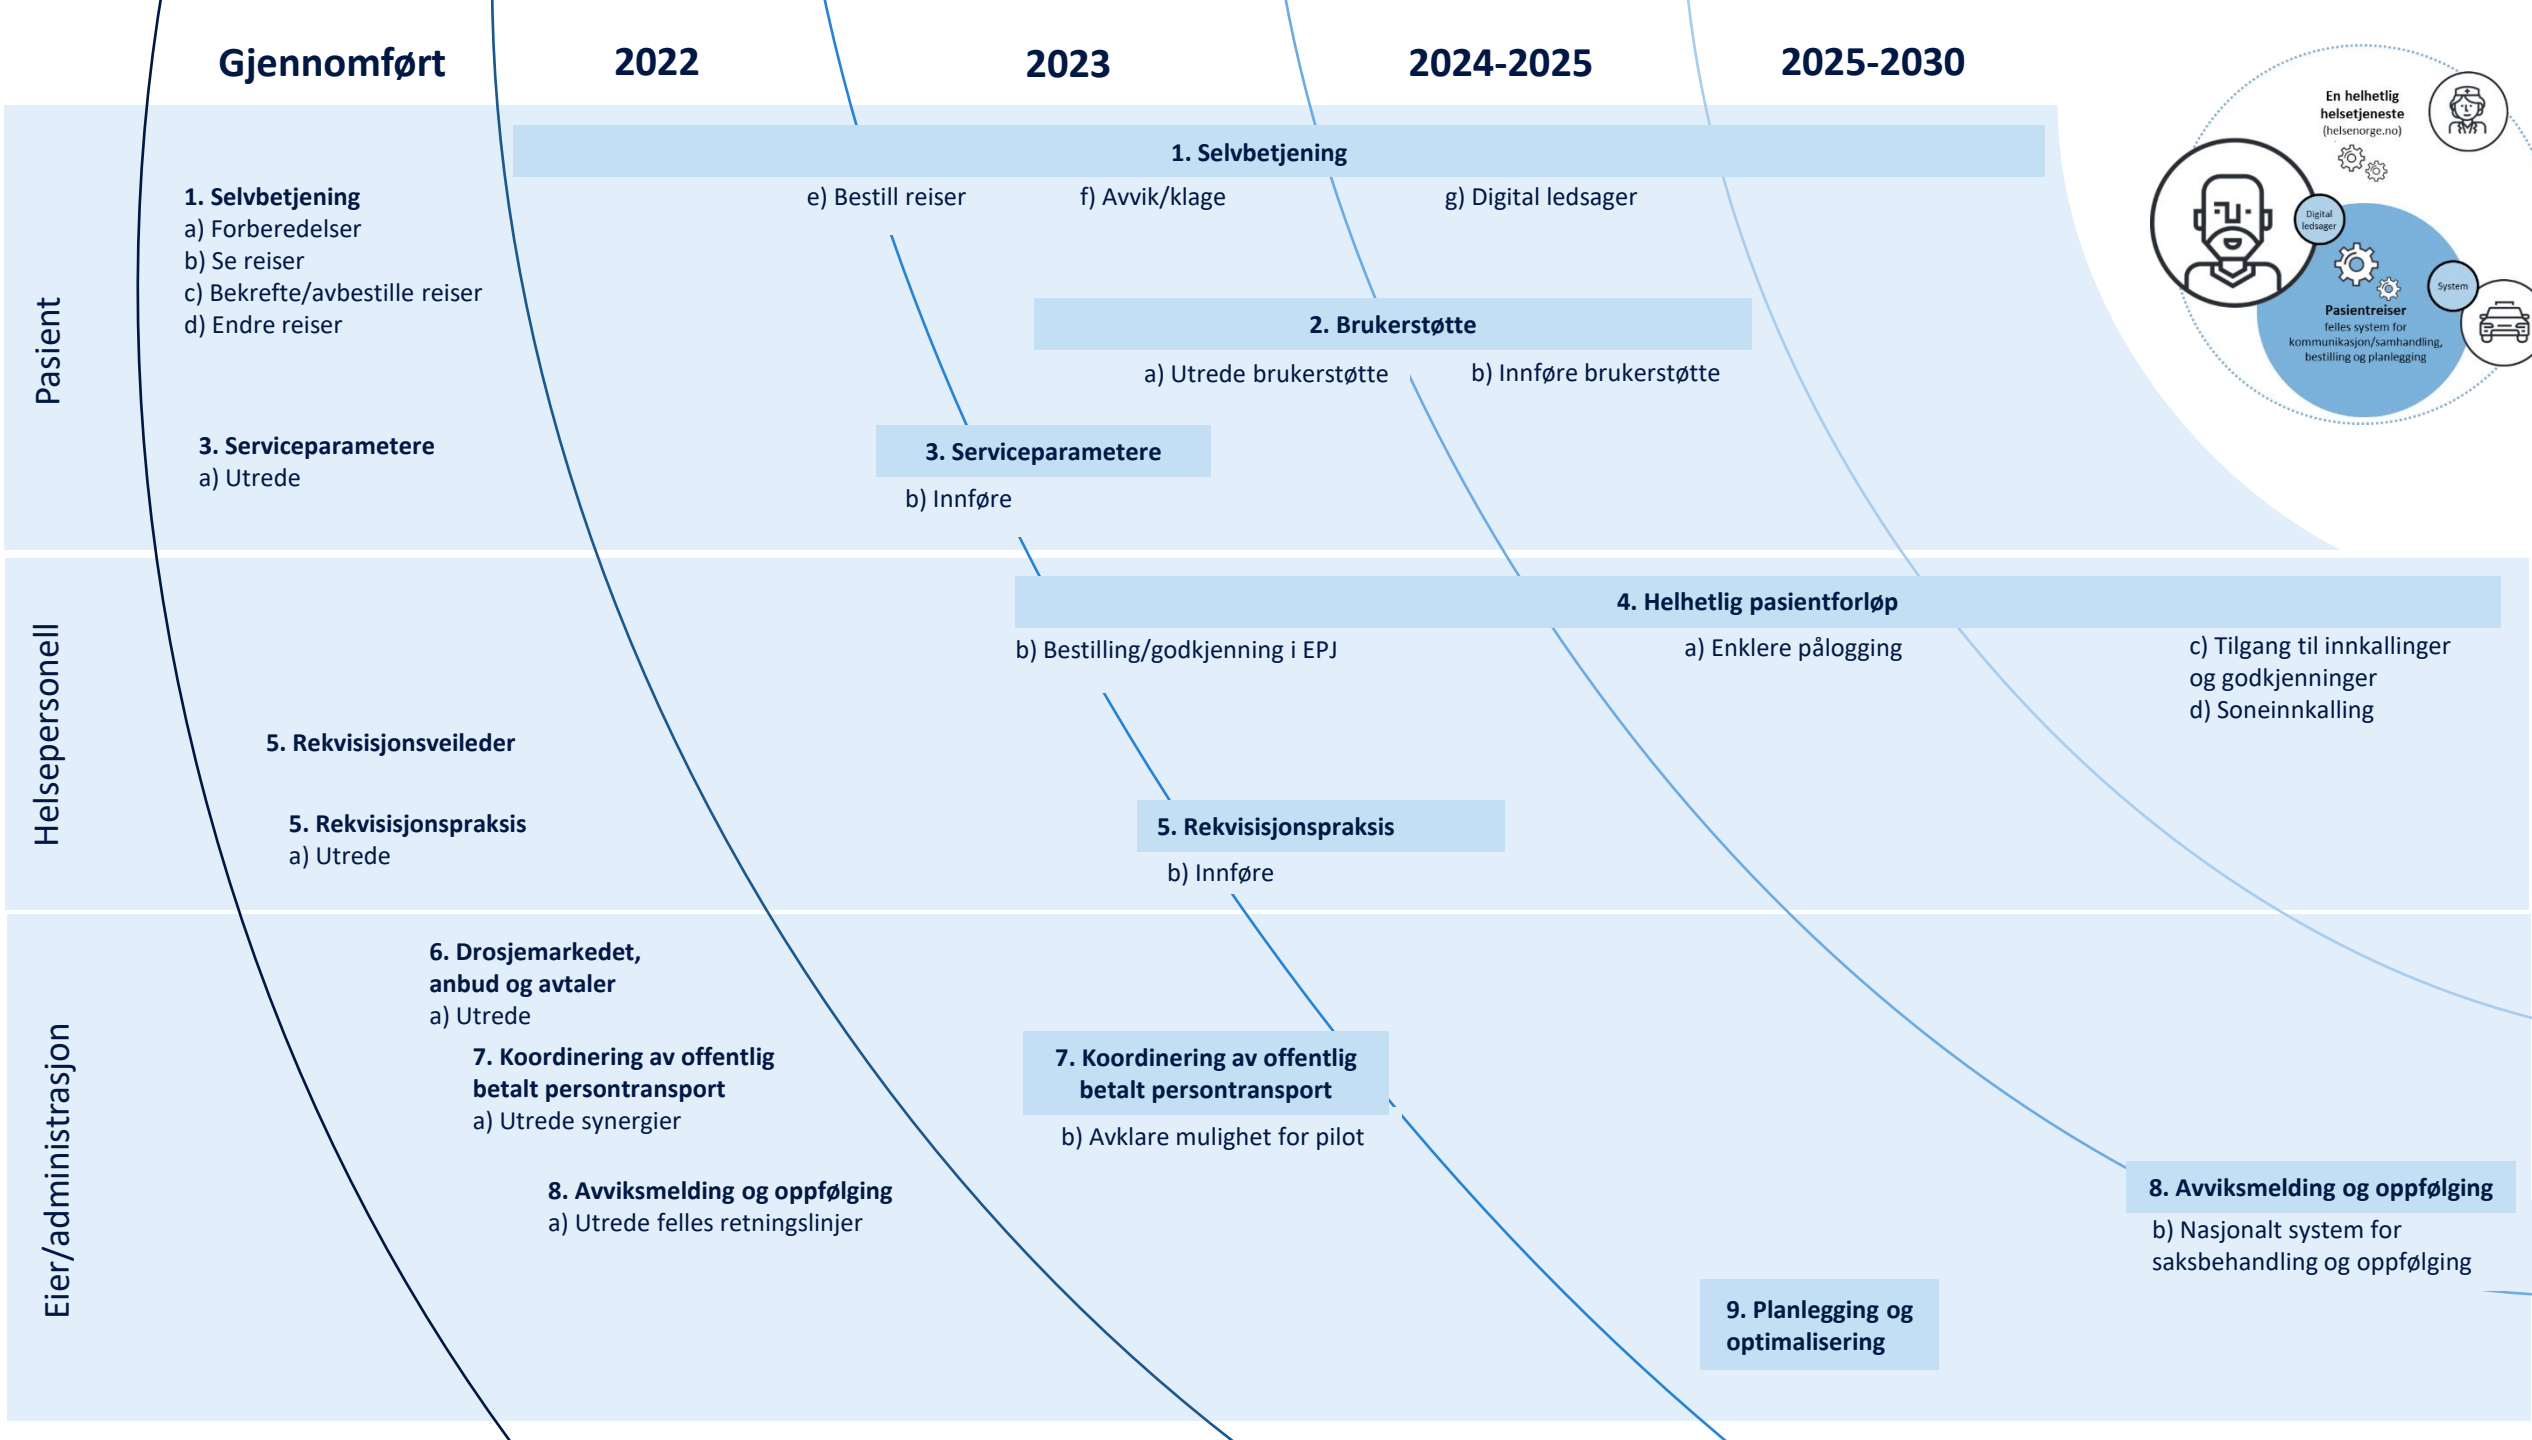 Gjennomført
2022
2023
2024-2025
2025-2030
En helhetlig
helsetjeneste
(helsenorge.no)
Digital
ledsager
System
Pasientreiser
felles system for
kommunikasjon/samhandling,
bestilling og planlegging
Pasient
1. Selvbetjening
1. Selvbetjening
a) Forberedelser
b) Se reiser
c) Bekrefte/avbestille reiser
d) Endre reiser
e) Bestill reiser
f) Avvik/klage
g) Digital ledsager
2. Brukerstøtte
a) Utrede brukerstøtte
b) Innføre brukerstøtte
3. Serviceparametere
a) Utrede
3. Serviceparametere
b) Innføre
Helsepersonell
4. Helhetlig pasientforløp
b) Bestilling/godkjenning i EPJ
a) Enklere pålogging
c) Tilgang til innkallinger
og godkjenninger
d) Soneinnkalling
5. Rekvisisjonsveileder
5. Rekvisisjonspraksis
a) Utrede
5. Rekvisisjonspraksis
b) Innføre
Eier/administrasjon
6. Drosjemarkedet,
anbud og avtaler
a) Utrede
7. Koordinering av offentlig
betalt persontransport
a) Utrede synergier
7. Koordinering av offentlig
betalt persontransport
b) Avklare mulighet for pilot
8. Avviksmelding og oppfølging
a) Utrede felles retningslinjer
8. Avviksmelding og oppfølging
b) Nasjonalt system for
saksbehandling og oppfølging
9. Planlegging og
optimalisering